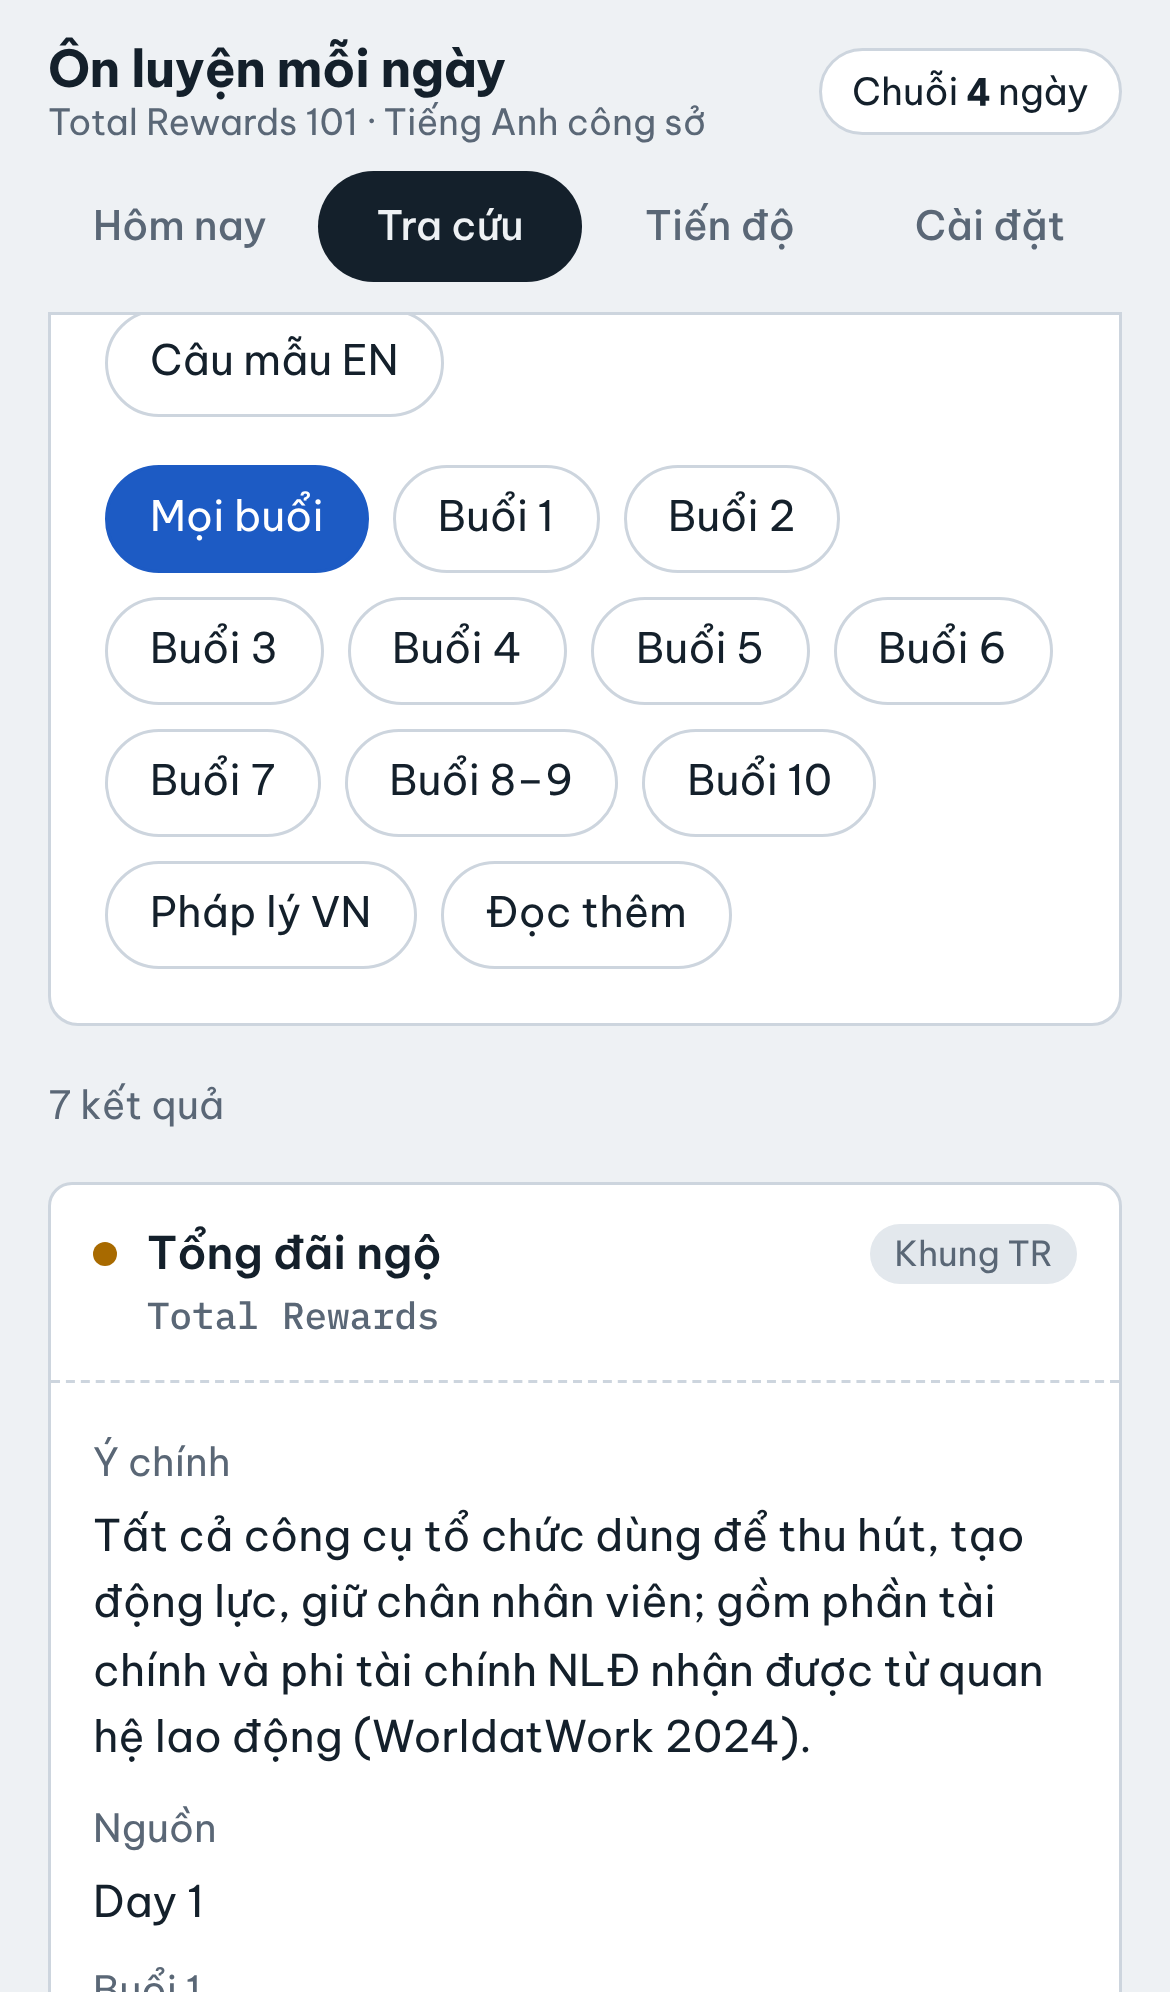 Ôn luyện mỗi ngày
Total Rewards 101 · Tiếng Anh công sở
Chuỗi 4 ngày
Hôm nay
Tra cứu
Tiến độ
Cài đặt
Câu mẫu EN
Mọi buổi
Buổi 1
Buổi 2
Buổi 3
Buổi 4
Buổi 5
Buổi 6
Buổi 7
Buổi 8–9
Buổi 10
Pháp lý VN
Đọc thêm
7 kết quả
Tổng đãi ngộ
Khung TR
Total Rewards
Ý chính
Tất cả công cụ tổ chức dùng để thu hút, tạo
động lực, giữ chân nhân viên; gồm phần tài
chính và phi tài chính NLĐ nhận được từ quan
hệ lao động (WorldatWork 2024).
Nguồn
Day 1
Buổi 1